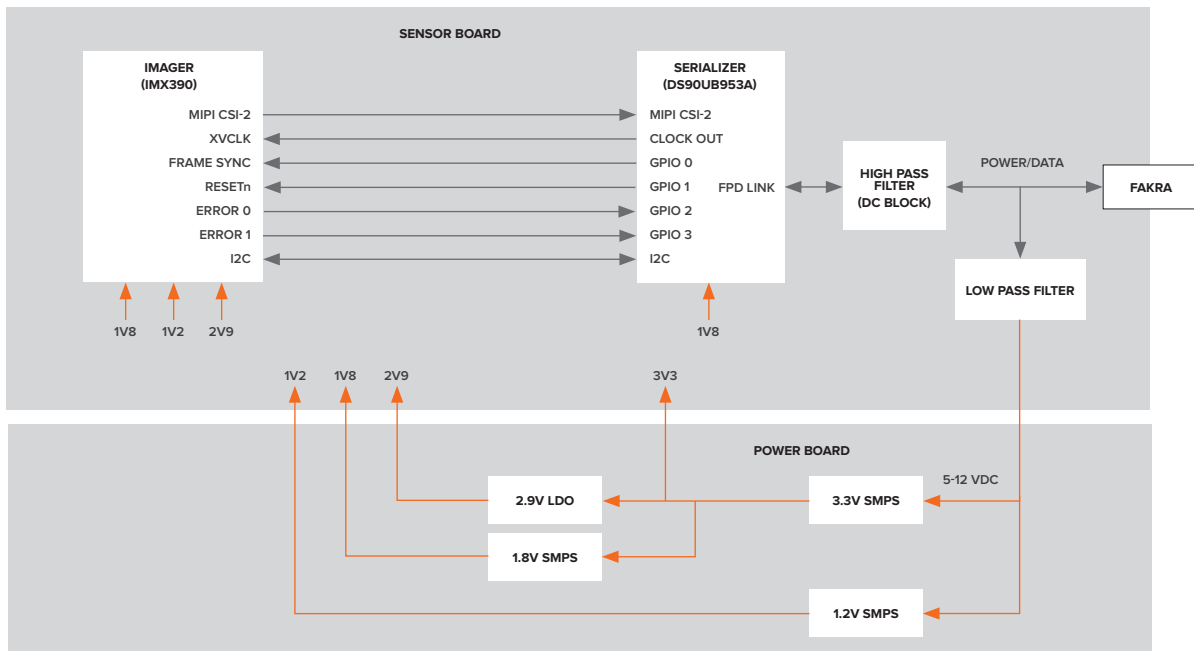 SENSOR BOARD
IMAGER
(IMX390)
MIPI CSI-2
XVCLK
FRAME SYNC
RESETn
ERROR 0
ERROR 1
I2C
1V8
1V2
2V9
SERIALIZER
(DS90UB953A)
MIPI CSI-2
CLOCK OUT
GPIO 0
GPIO 1
FPD LINK
GPIO 2
GPIO 3
I2C
1V8
HIGH PASS
FILTER
(DC BLOCK)
POWER/DATA
FAKRA
LOW PASS FILTER
1V2
1V8
2V9
3V3
POWER BOARD
5-12 VDC
2.9V LDO
3.3V SMPS
1.8V SMPS
1.2V SMPS